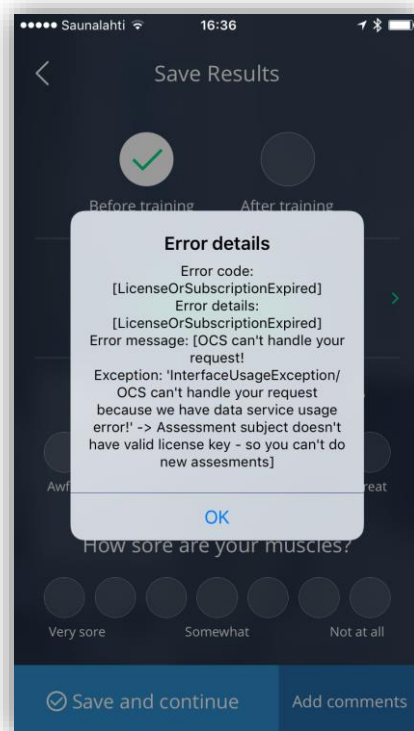 Saunalahti 16:36
Save Results
Before training After training
Error details
Error code:
[LicenseOrSubscriptionExpired]
Error details:
[LicenseOrSubscriptionExpired]
Error message: [OCS can't handle your
request!
Exception: 'InterfaceUsageException/
OCS can't handle your request
because we have data service usage
error!' -> Assessment subject doesn't
have valid license key - so you can't do
new assesments]
OK
How sore are your muscles?
Very sore Somewhat Not at all
Save and continue Add comments